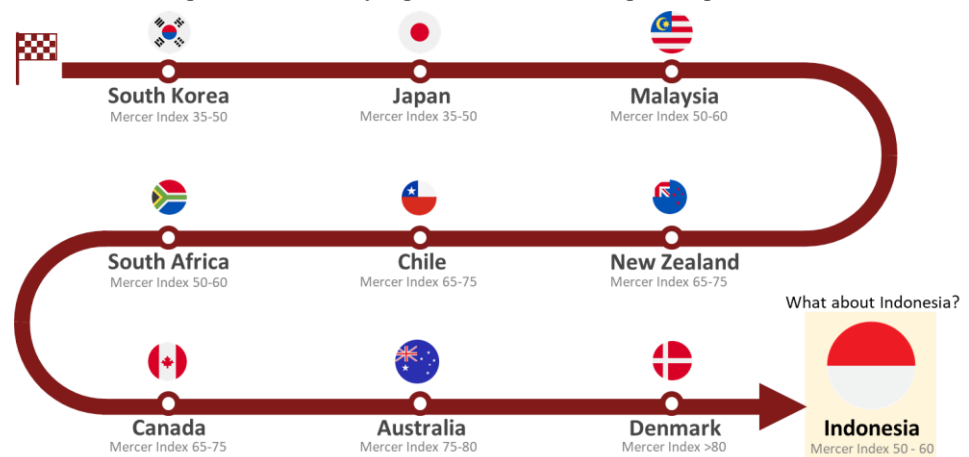 South Korea
Mercer Index 35-50
Japan
Mercer Index 35-50
Malaysia
Mercer Index 50-60
South Africa
Mercer Index 50-60
Chile
Mercer Index 65-75
New Zealand
Mercer Index 65-75
What about Indonesia?
Canada
Mercer Index 65-75
Australia
Mercer Index 75-80
Denmark
Mercer Index >80
Indonesia
Mercer Index 50 - 60